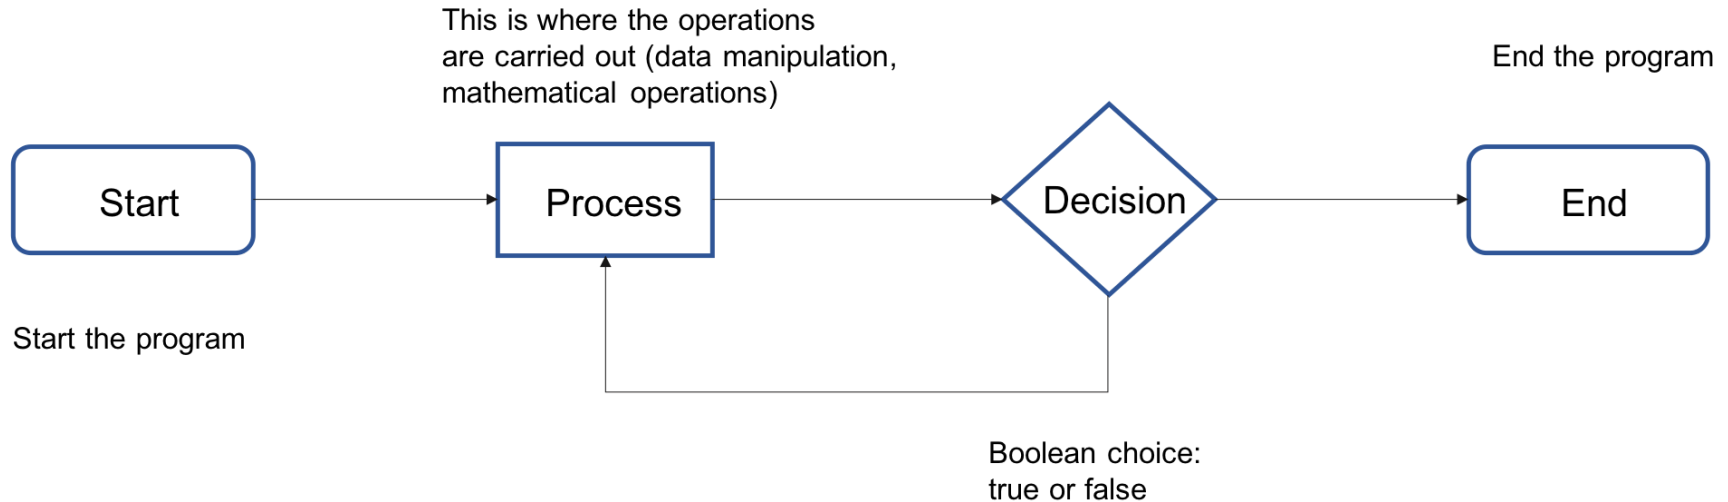 This is where the operations
are carried out (data manipulation,
mathematical operations)
End the program
Start
Process
Decision
End
Start the program
Boolean choice:
true or false